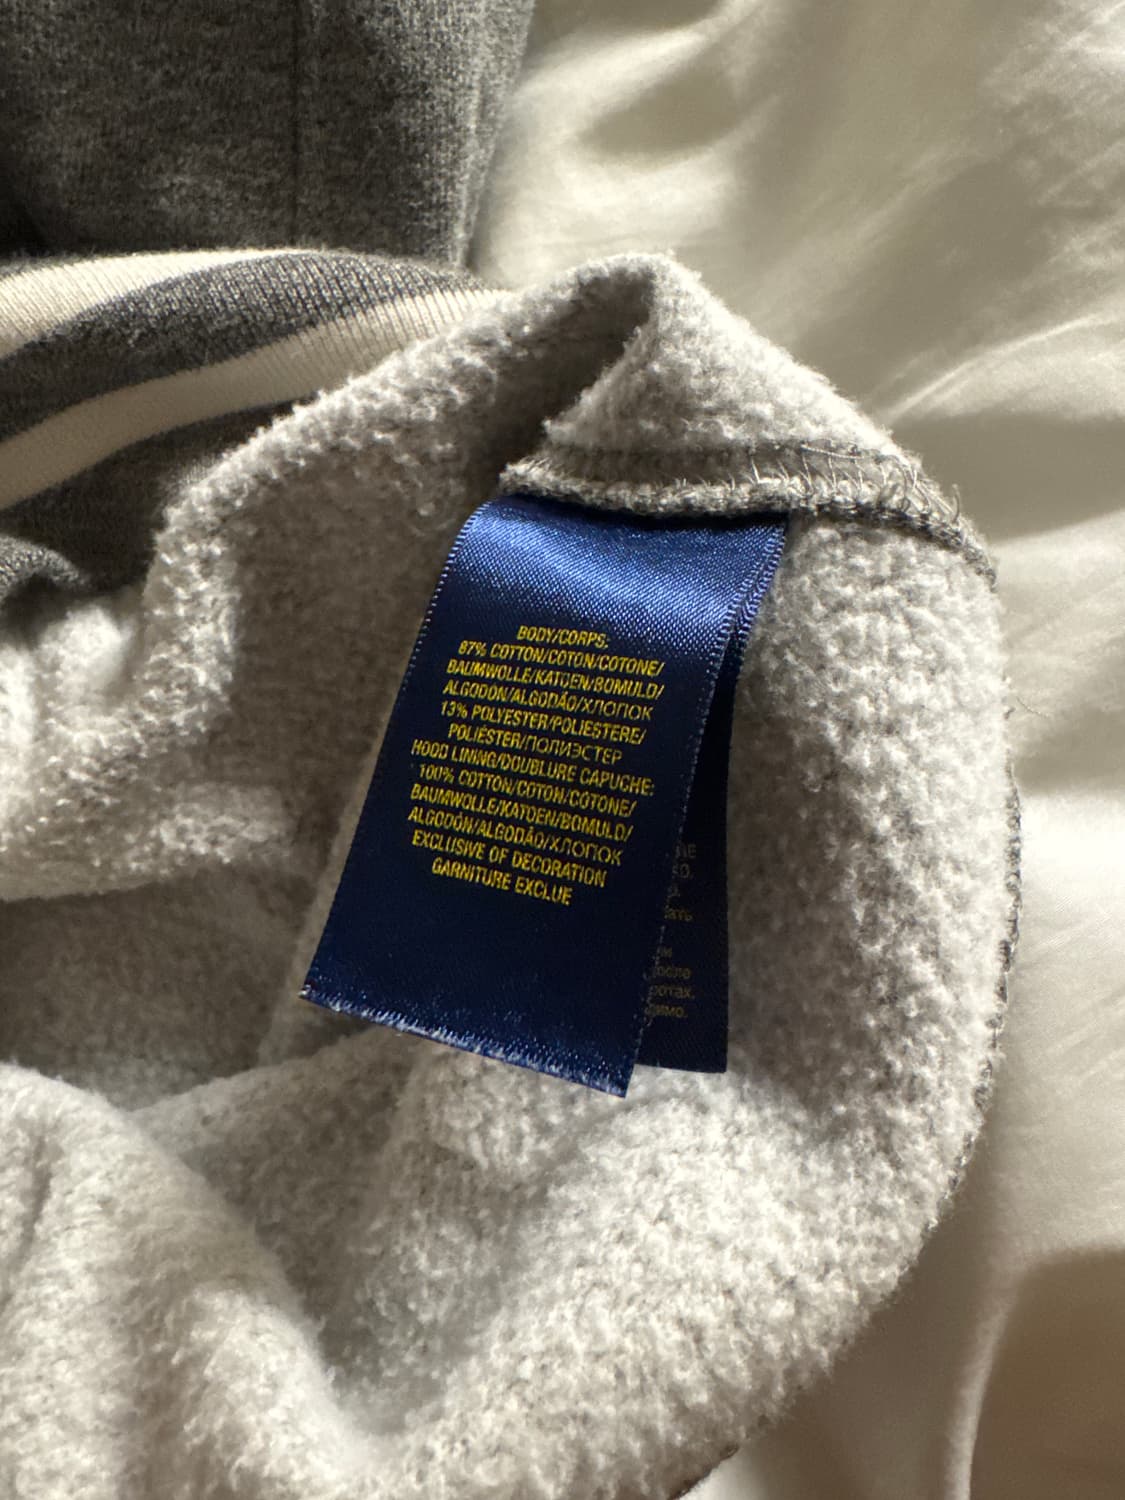 BODY/CORPS:
87% COTTON/COTON/COTONE/
BAUMWOLLE/KATOEN/BOMULD/
ALGODÓN/ALGODÃO/ХЛОПОК
13% POLYESTER/POLIESTERE/
POLIÉSTER/ПОЛИЭСТЕР
HOOD LINING/DOUBLURE CAPUCHE:
100% COTTON/COTON/COTONE/
BAUMWOLLE/KATOEN/BOMULD/
ALGODÓN/ALGODÃO/ХЛОПОК
EXCLUSIVE OF DECORATION
GARNITURE EXCLUE